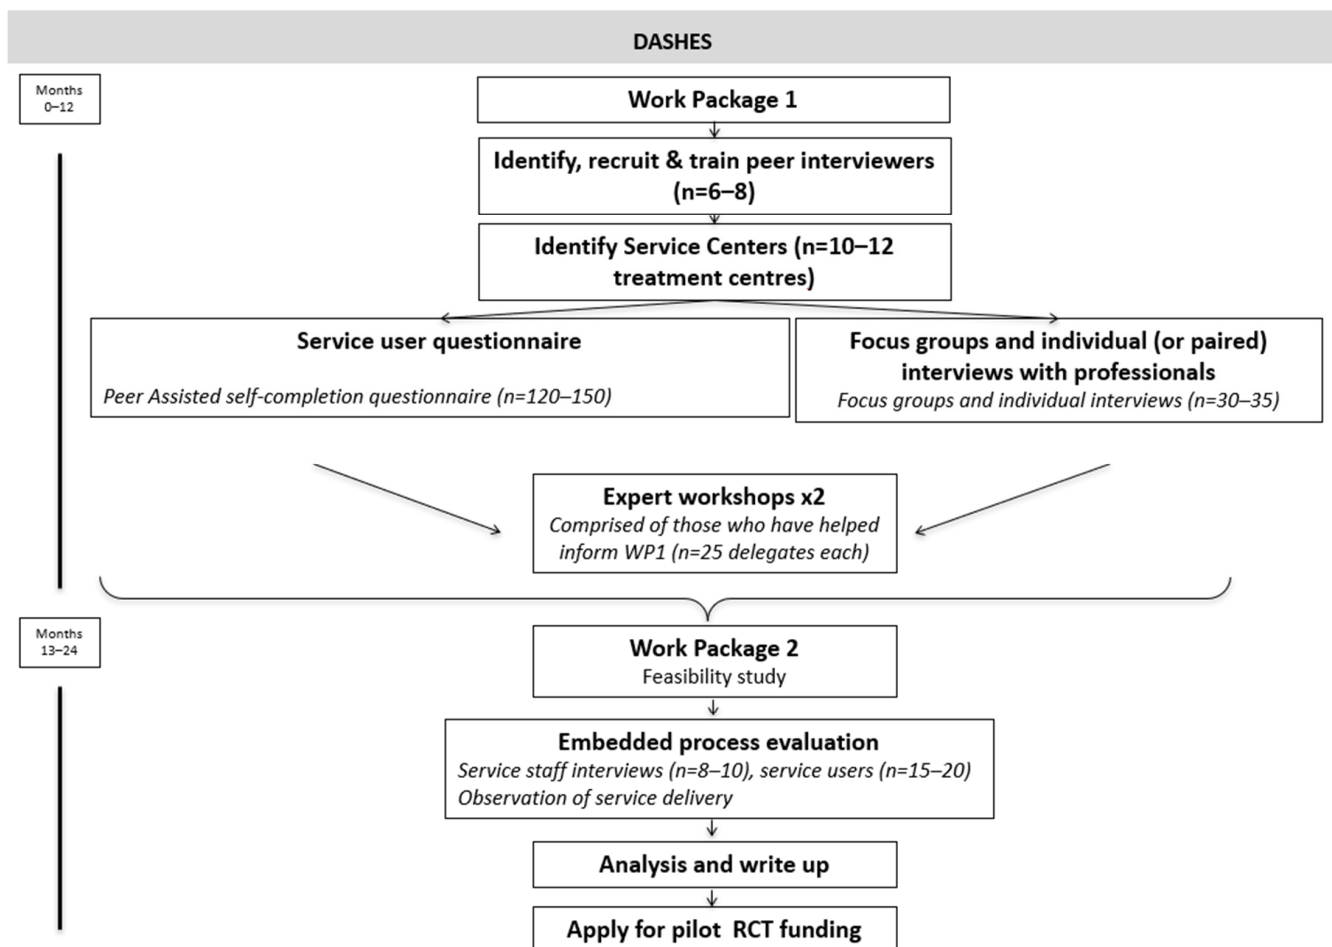 DASHES
Months
0–12
Work Package 1
Identify, recruit & train peer interviewers
(n=6–8)
Identify Service Centers (n=10–12
treatment centres)
Service user questionnaire
Peer Assisted self-completion questionnaire (n=120–150)
Focus groups and individual (or paired)
interviews with professionals
Focus groups and individual interviews (n=30–35)
Expert workshops x2
Comprised of those who have helped
inform WP1 (n=25 delegates each)
Months
13–24
Work Package 2
Feasibility study
Embedded process evaluation
Service staff interviews (n=8–10), service users (n=15–20)
Observation of service delivery
Analysis and write up
Apply for pilot RCT funding